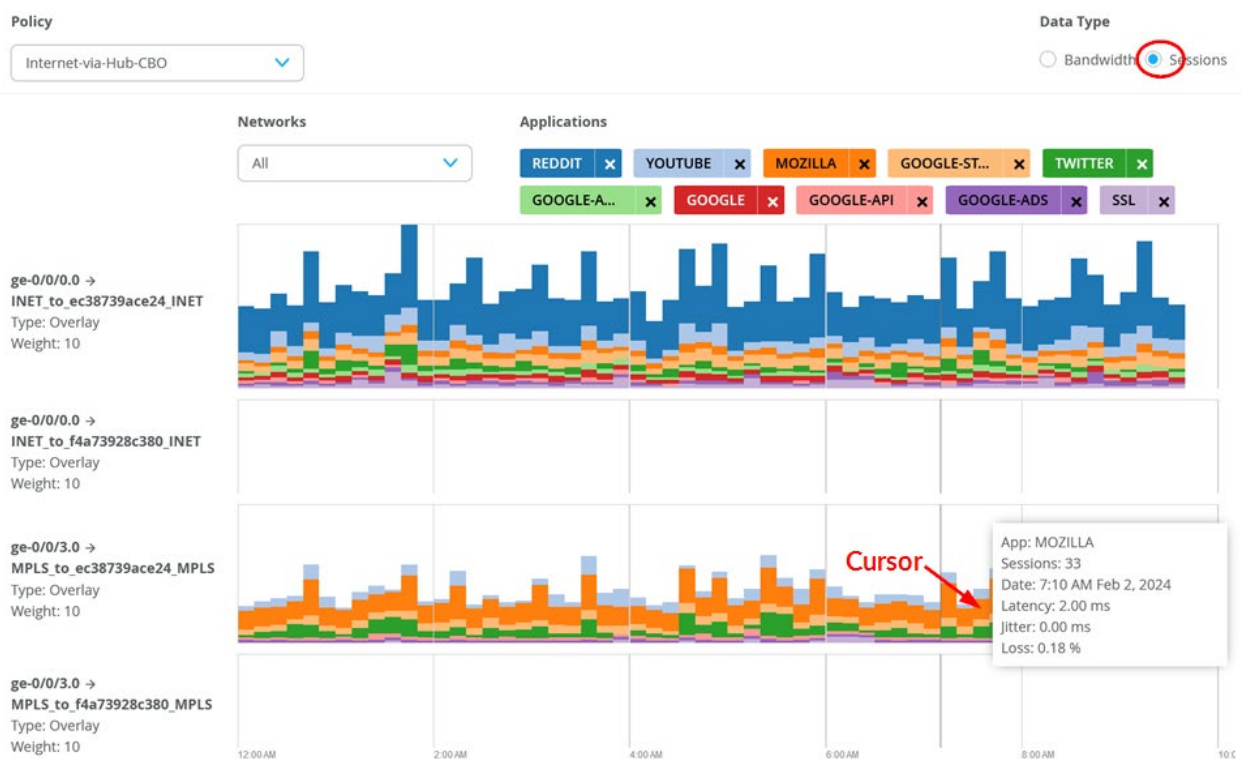 Policy
Data Type
Internet-via-Hub-CBO
Bandwidth
Sessions
Networks
Applications
All
REDDIT ×
YOUTUBE ×
MOZILLA ×
GOOGLE-ST... ×
TWITTER ×
GOOGLE-A... ×
GOOGLE ×
GOOGLE-API ×
GOOGLE-ADS ×
SSL ×
ge-0/0/0.0 →
INET_to_ec38739ace24_INET
Type: Overlay
Weight: 10
ge-0/0/0.0 →
INET_to_f4a73928c380_INET
Type: Overlay
Weight: 10
ge-0/0/3.0 →
MPLS_to_ec38739ace24_MPLS
Type: Overlay
Weight: 10
Cursor
App: MOZILLA
Sessions: 33
Date: 7:10 AM Feb 2, 2024
Latency: 2.00 ms
Jitter: 0.00 ms
Loss: 0.18 %
ge-0/0/3.0 →
MPLS_to_f4a73928c380_MPLS
Type: Overlay
Weight: 10
12:00 AM
2:00 AM
4:00 AM
6:00 AM
8:00 AM